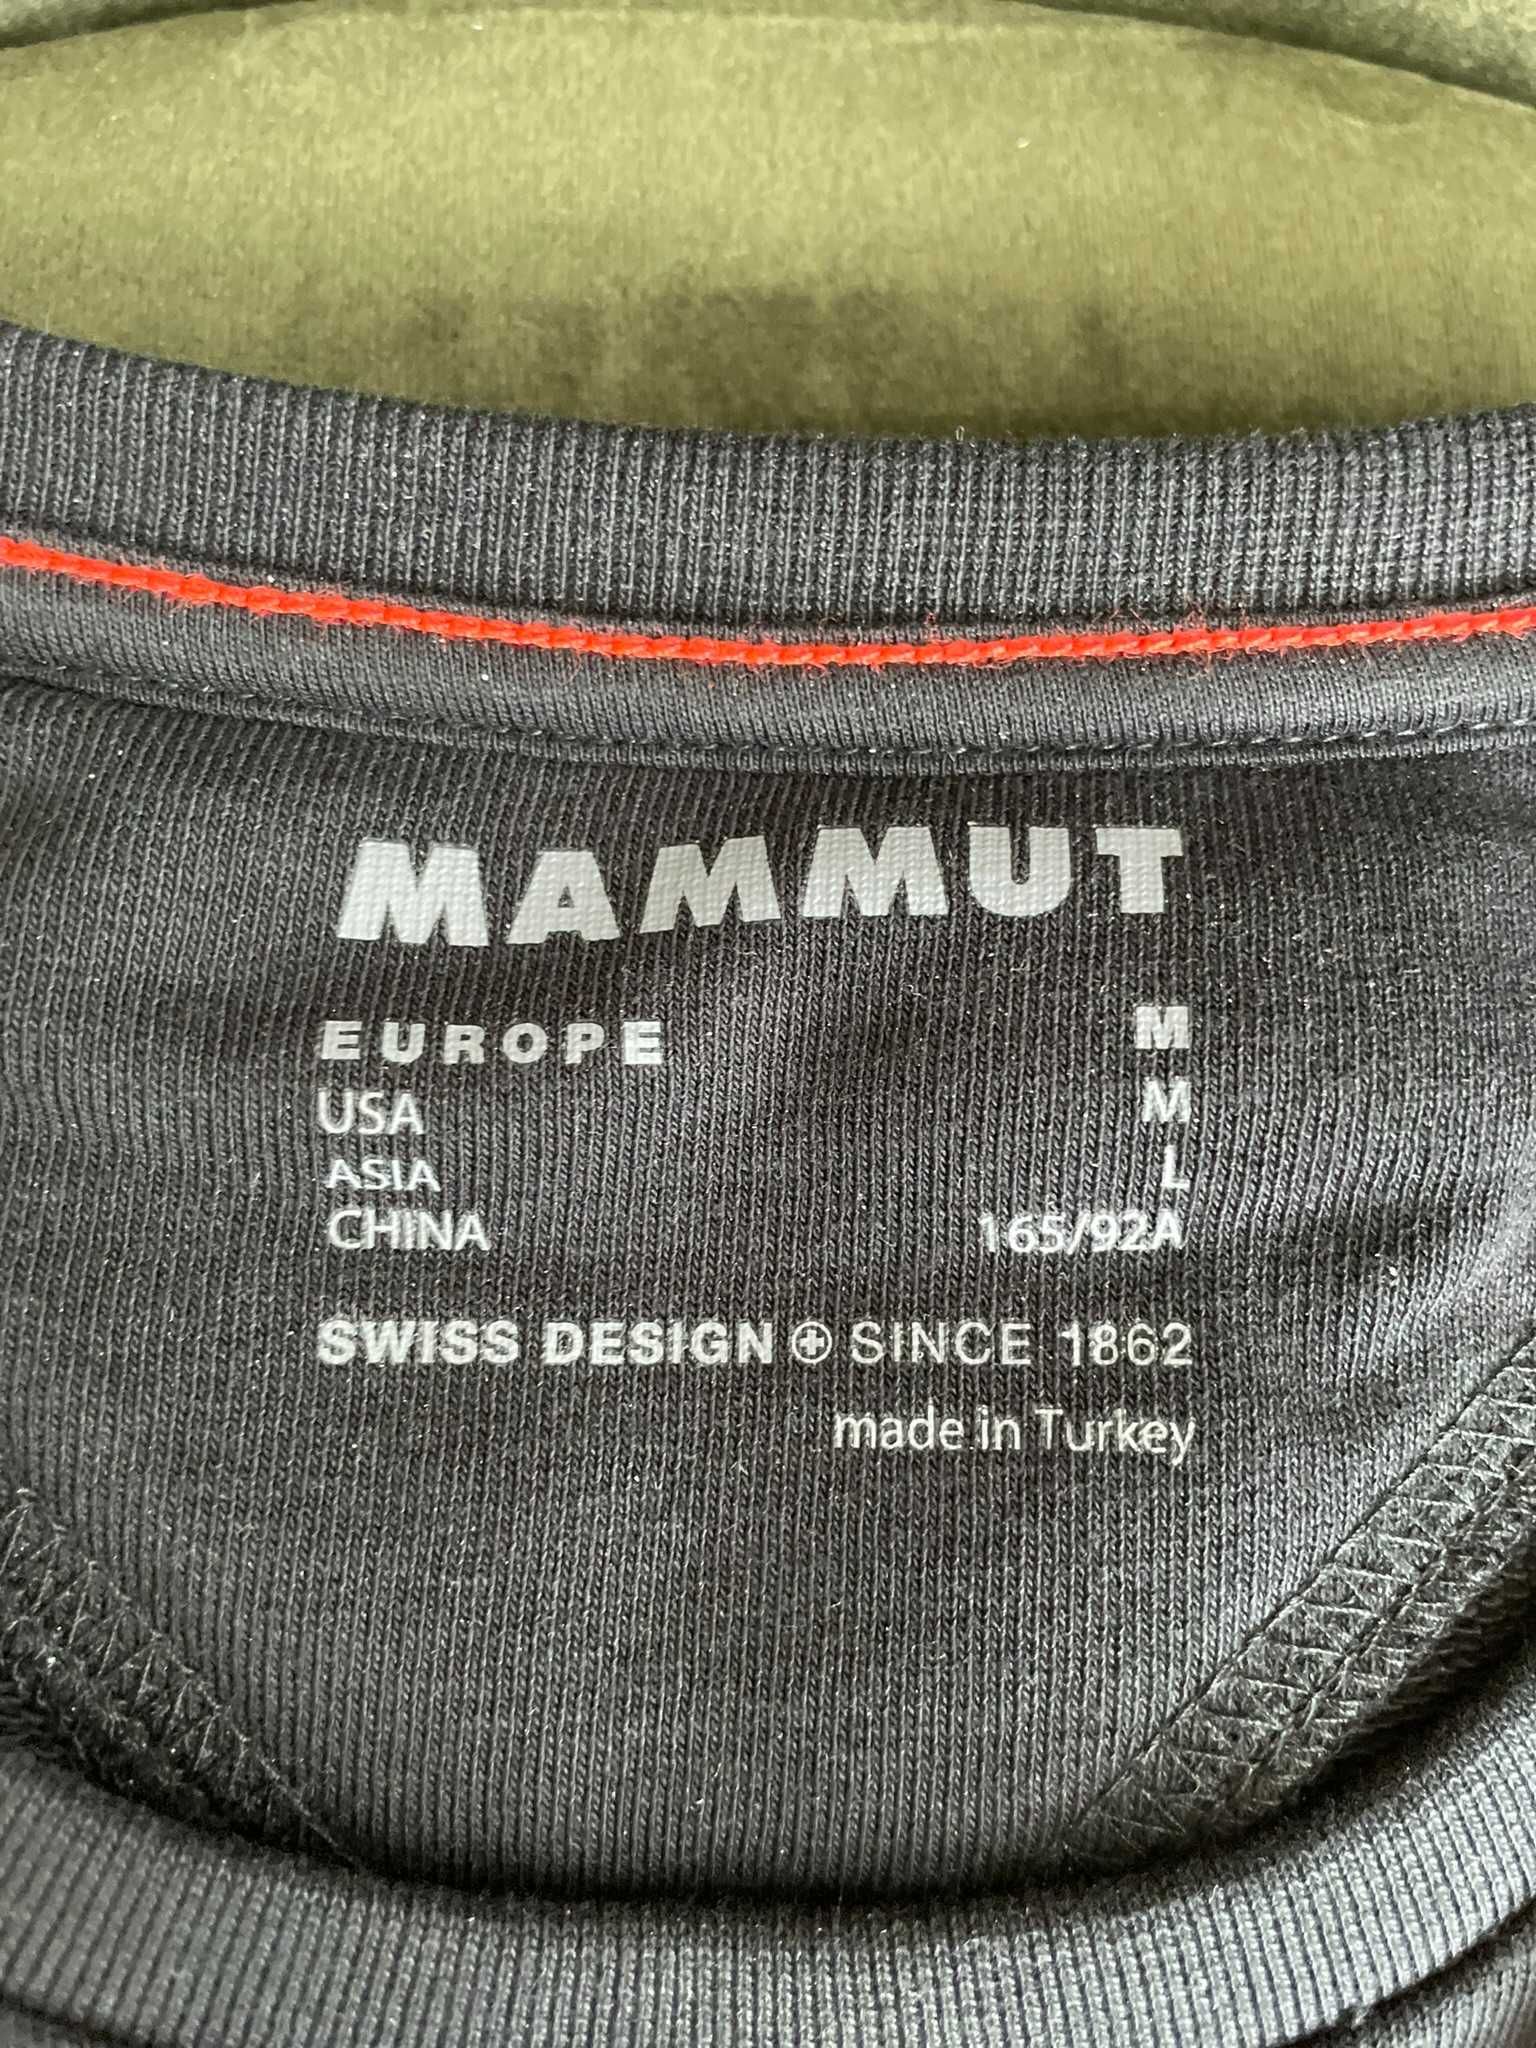 MAMMUT
EUROPE M
USA M
ASIA L
CHINA 165/92A
SWISS DESIGN SINCE 1862
made in Turkey